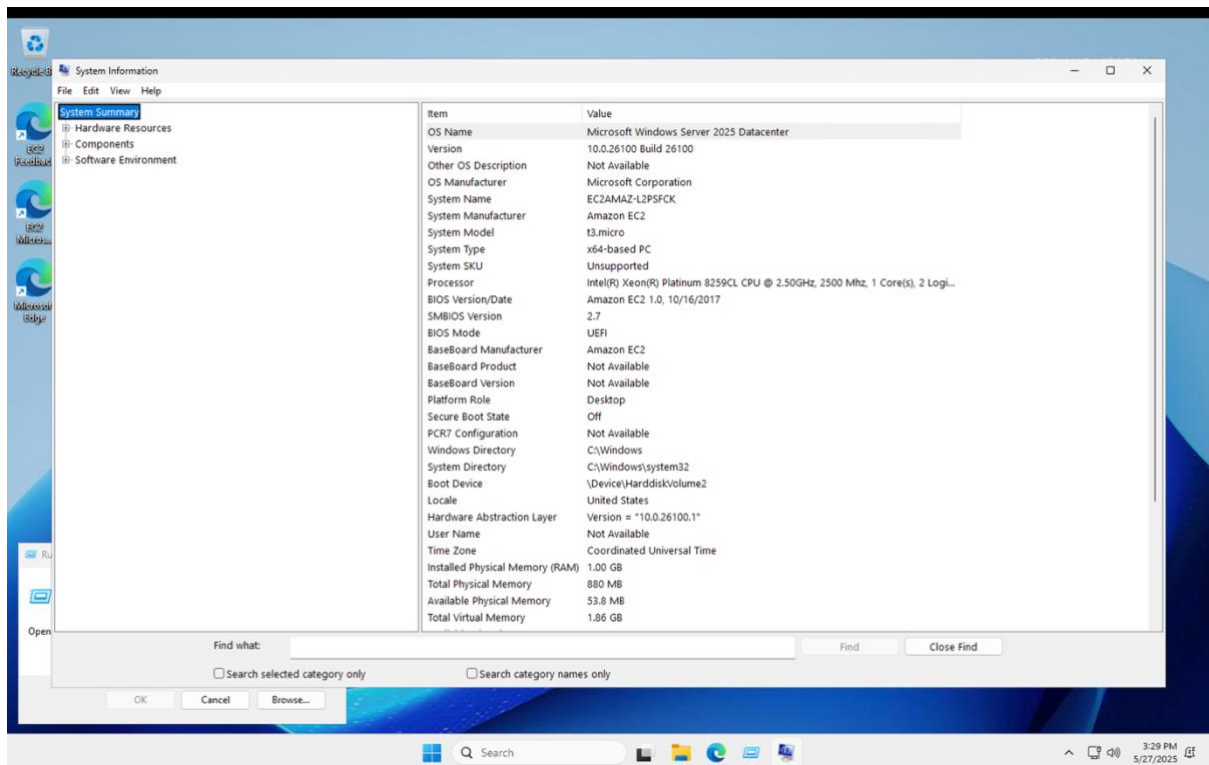 Recycle B
System Information
File Edit View Help
System Summary
Hardware Resources
Components
Software Environment
EC2
Feedback
EC2
Micros...
Microsoft
Edge
Item Value
OS Name Microsoft Windows Server 2025 Datacenter
Version 10.0.26100 Build 26100
Other OS Description Not Available
OS Manufacturer Microsoft Corporation
System Name EC2AMAZ-L2PSFCK
System Manufacturer Amazon EC2
System Model t3.micro
System Type x64-based PC
System SKU Unsupported
Processor Intel(R) Xeon(R) Platinum 8259CL CPU @ 2.50GHz, 2500 Mhz, 1 Core(s), 2 Logi...
BIOS Version/Date Amazon EC2 1.0, 10/16/2017
SMBIOS Version 2.7
BIOS Mode UEFI
BaseBoard Manufacturer Amazon EC2
BaseBoard Product Not Available
BaseBoard Version Not Available
Platform Role Desktop
Secure Boot State Off
PCR7 Configuration Not Available
Windows Directory C:\Windows
System Directory C:\Windows\system32
Boot Device \Device\HarddiskVolume2
Locale United States
Hardware Abstraction Layer Version = "10.0.26100.1"
User Name Not Available
Time Zone Coordinated Universal Time
Installed Physical Memory (RAM) 1.00 GB
Total Physical Memory 880 MB
Available Physical Memory 53.8 MB
Total Virtual Memory 1.86 GB
Ru
Open
Find what: Find Close Find
Search selected category only Search category names only
OK Cancel Browse...
Search
3:29 PM
5/27/2025